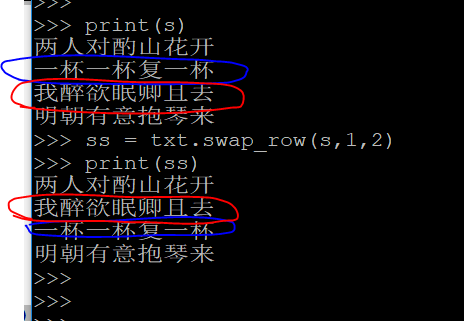 >>>
>>> print(s)
两人对酌山花开
一杯一杯复一杯
我醉欲眠卿且去
明朝有意抱琴来
>>> ss = txt.swap_row(s,1,2)
>>> print(ss)
两人对酌山花开
我醉欲眠卿且去
一杯一杯复一杯
明朝有意抱琴来
>>>
>>>
>>>